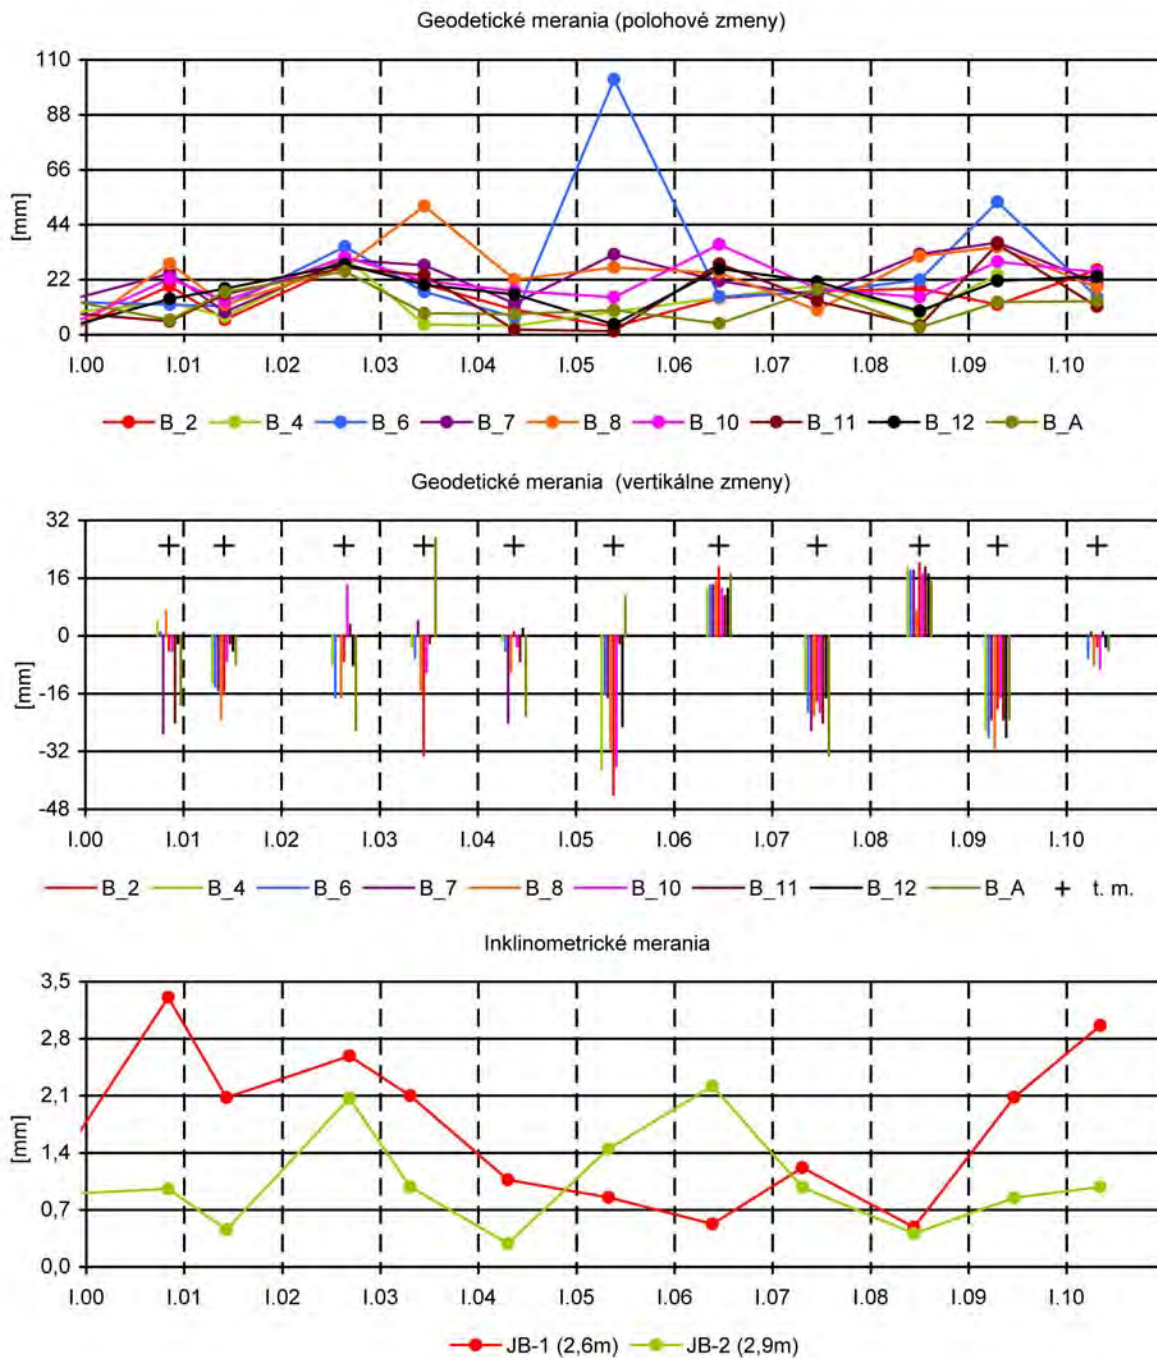 Geodetické merania (polohové zmeny)
110
88
66
44
22
0
[mm]
I.00 I.01 I.02 I.03 I.04 I.05 I.06 I.07 I.08 I.09 I.10
B_2 B_4 B_6 B_7 B_8 B_10 B_11 B_12 B_A
Geodetické merania (vertikálne zmeny)
32
16
0
-16
-32
-48
[mm]
I.00 I.01 I.02 I.03 I.04 I.05 I.06 I.07 I.08 I.09 I.10
B_2 B_4 B_6 B_7 B_8 B_10 B_11 B_12 B_A + t. m.
Inklinometrické merania
3,5
2,8
2,1
1,4
0,7
0,0
[mm]
I.00 I.01 I.02 I.03 I.04 I.05 I.06 I.07 I.08 I.09 I.10
JB-1 (2,6m) JB-2 (2,9m)